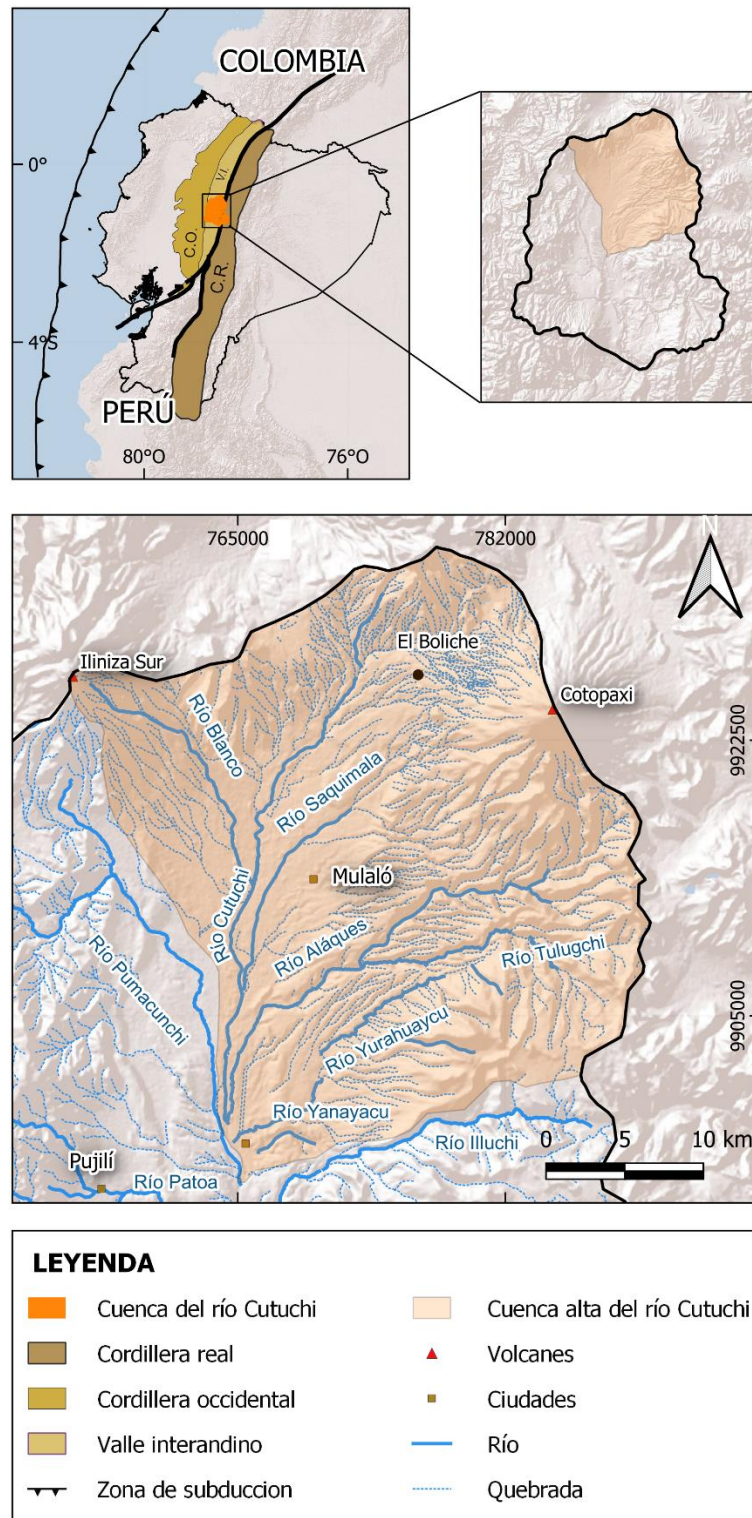 COLOMBIA
0°
V.I.
C.O.
C.R.
4°S
PERÚ
80°O
76°O
765000
782000
N
Iliniza Sur
El Boliche
Cotopaxi
Río Blanco
9922500
Río Saquimala
Mulaló
Río Cutuchi
Río Aláques
Río Tulugchi
Río Pumacunchi
9905000
Río Yurahuaycu
Río Yanayacu
Río Illuchi
0 5 10 km
Pujilí
Río Patoa
LEYENDA
Cuenca del río Cutuchi
Cuenca alta del río Cutuchi
Cordillera real
Volcanes
Cordillera occidental
Ciudades
Valle interandino
Río
Zona de subduccion
Quebrada